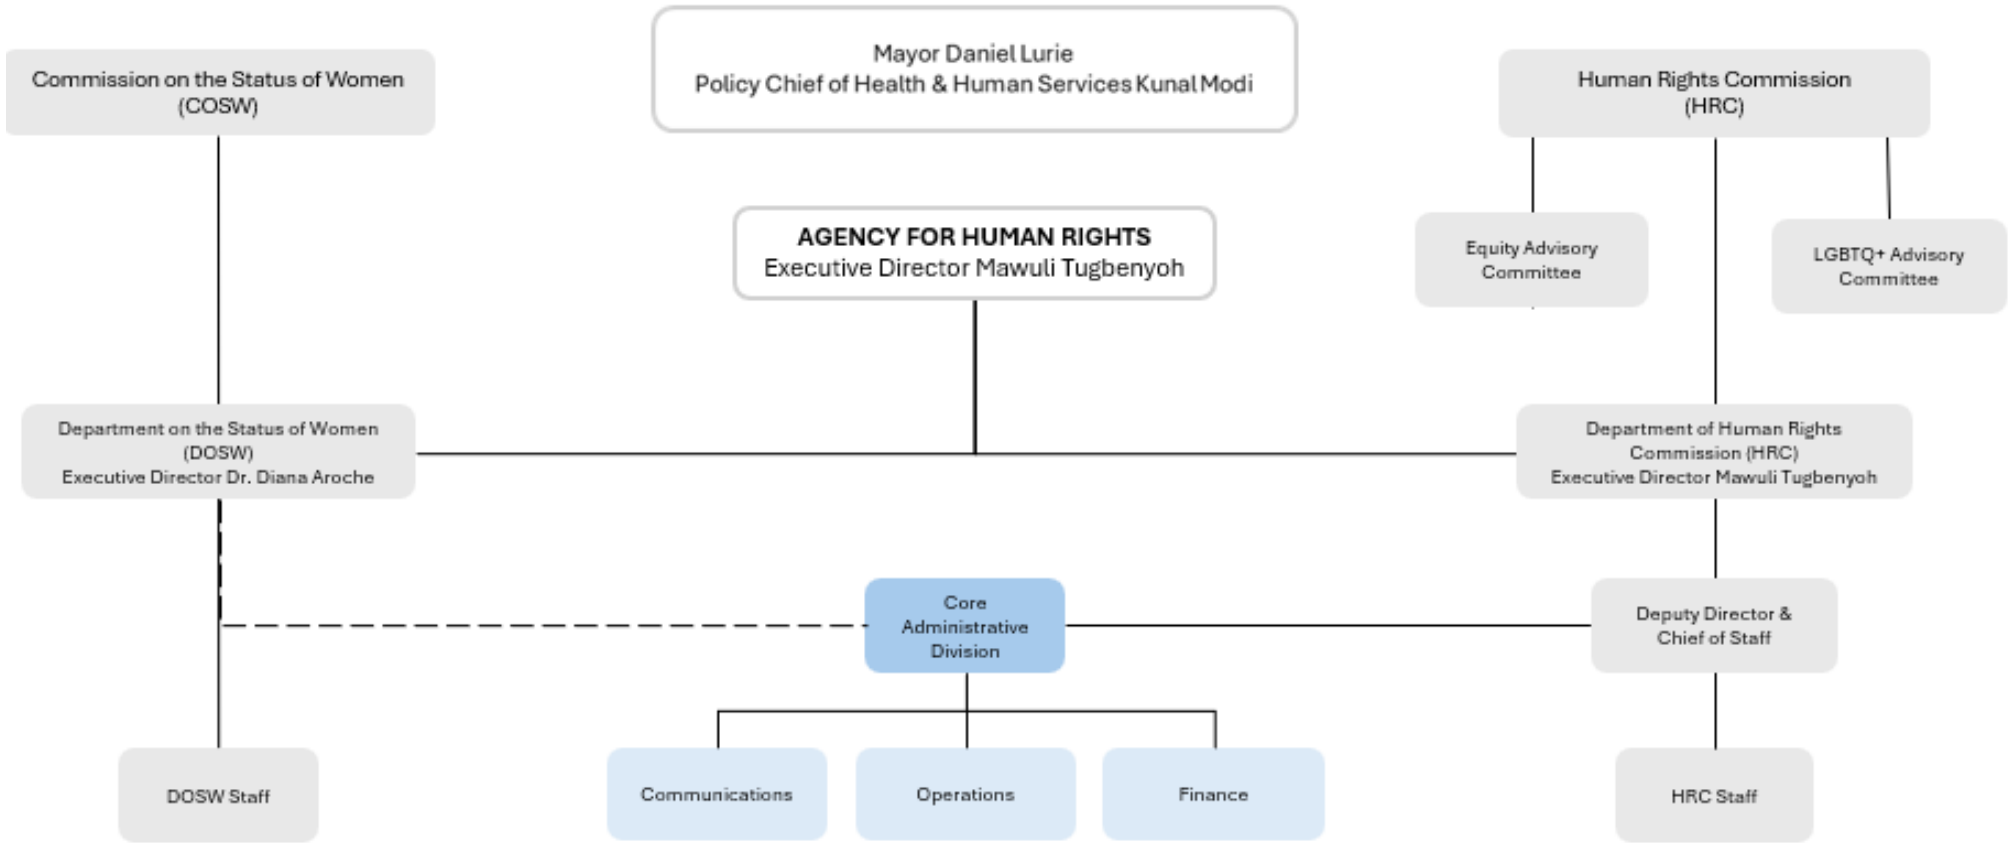 Mayor Daniel Lurie
Policy Chief of Health & Human Services Kunal Modi
Commission on the Status of Women
(COSW)
Human Rights Commission
(HRC)
AGENCY FOR HUMAN RIGHTS
Executive Director Mawuli Tugbenyoh
Equity Advisory
Committee
LGBTQ+ Advisory
Committee
Department on the Status of Women
(DOSW)
Executive Director Dr. Diana Aroche
Department of Human Rights
Commission (HRC)
Executive Director Mawuli Tugbenyoh
Core
Administrative
Division
Deputy Director &
Chief of Staff
DOSW Staff
Communications
Operations
Finance
HRC Staff